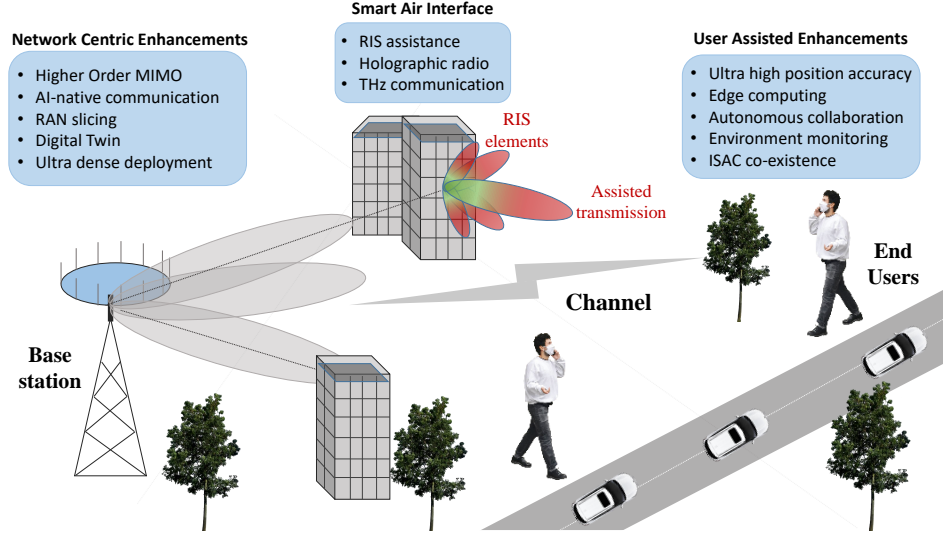 Network Centric Enhancements
• Higher Order MIMO
• AI-native communication
• RAN slicing
• Digital Twin
• Ultra dense deployment
Smart Air Interface
• RIS assistance
• Holographic radio
• THz communication
User Assisted Enhancements
• Ultra high position accuracy
• Edge computing
• Autonomous collaboration
• Environment monitoring
• ISAC co-existence
RIS
elements
Assisted
transmission
End
Users
Channel
Base
station